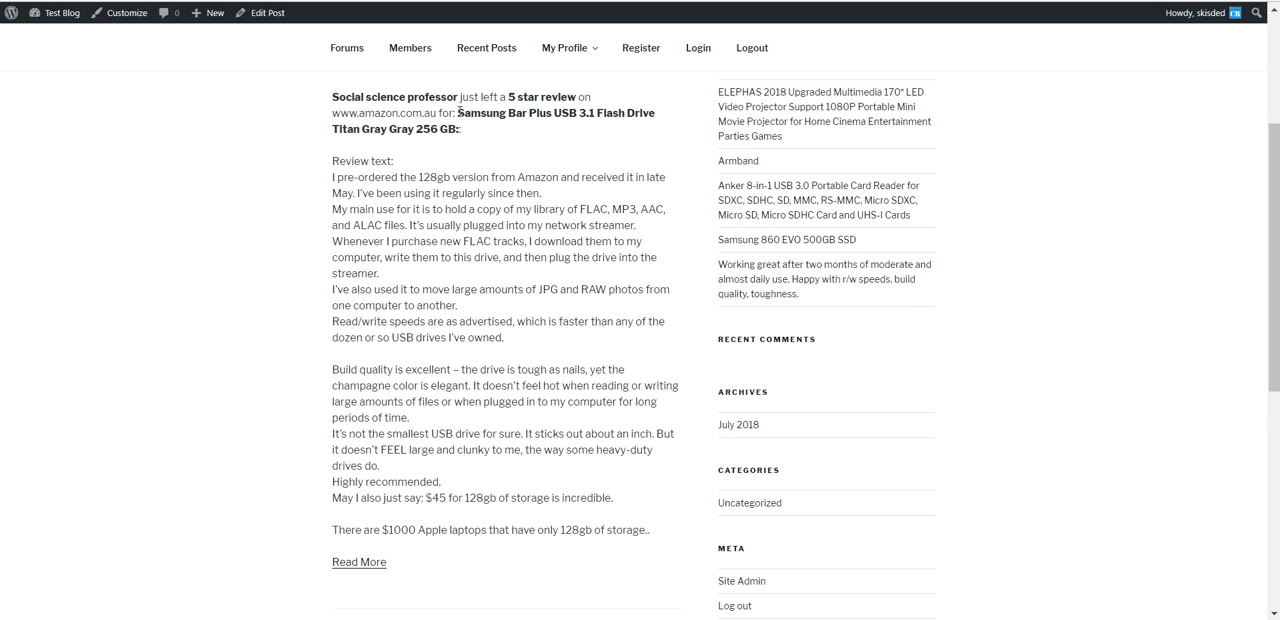 Test Blog Customize 0 New Edit Post Howdy, skisded CR
Forums Members Recent Posts My Profile Register Login Logout
Social science professor just left a 5 star review on
www.amazon.com.au for: Samsung Bar Plus USB 3.1 Flash Drive
Titan Gray Gray 256 GB::
Review text:
I pre-ordered the 128gb version from Amazon and received it in late
May. I've been using it regularly since then.
My main use for it is to hold a copy of my library of FLAC, MP3, AAC,
and ALAC files. It's usually plugged into my network streamer.
Whenever I purchase new FLAC tracks, I download them to my
computer, write them to this drive, and then plug the drive into the
streamer.
I've also used it to move large amounts of JPG and RAW photos from
one computer to another.
Read/write speeds are as advertised, which is faster than any of the
dozen or so USB drives I've owned.
Build quality is excellent – the drive is tough as nails, yet the
champagne color is elegant. It doesn't feel hot when reading or writing
large amounts of files or when plugged in to my computer for long
periods of time.
It's not the smallest USB drive for sure. It sticks out about an inch. But
it doesn't FEEL large and clunky to me, the way some heavy-duty
drives do.
Highly recommended.
May I also just say: $45 for 128gb of storage is incredible.
There are $1000 Apple laptops that have only 128gb of storage..
Read More
ELEPHAS 2018 Upgraded Multimedia 170" LED
Video Projector Support 1080P Portable Mini
Movie Projector for Home Cinema Entertainment
Parties Games
Armband
Anker 8-in-1 USB 3.0 Portable Card Reader for
SDXC, SDHC, SD, MMC, RS-MMC, Micro SDXC,
Micro SD, Micro SDHC Card and UHS-I Cards
Samsung 860 EVO 500GB SSD
Working great after two months of moderate and
almost daily use. Happy with r/w speeds, build
quality, toughness.
RECENT COMMENTS
ARCHIVES
July 2018
CATEGORIES
Uncategorized
META
Site Admin
Log out